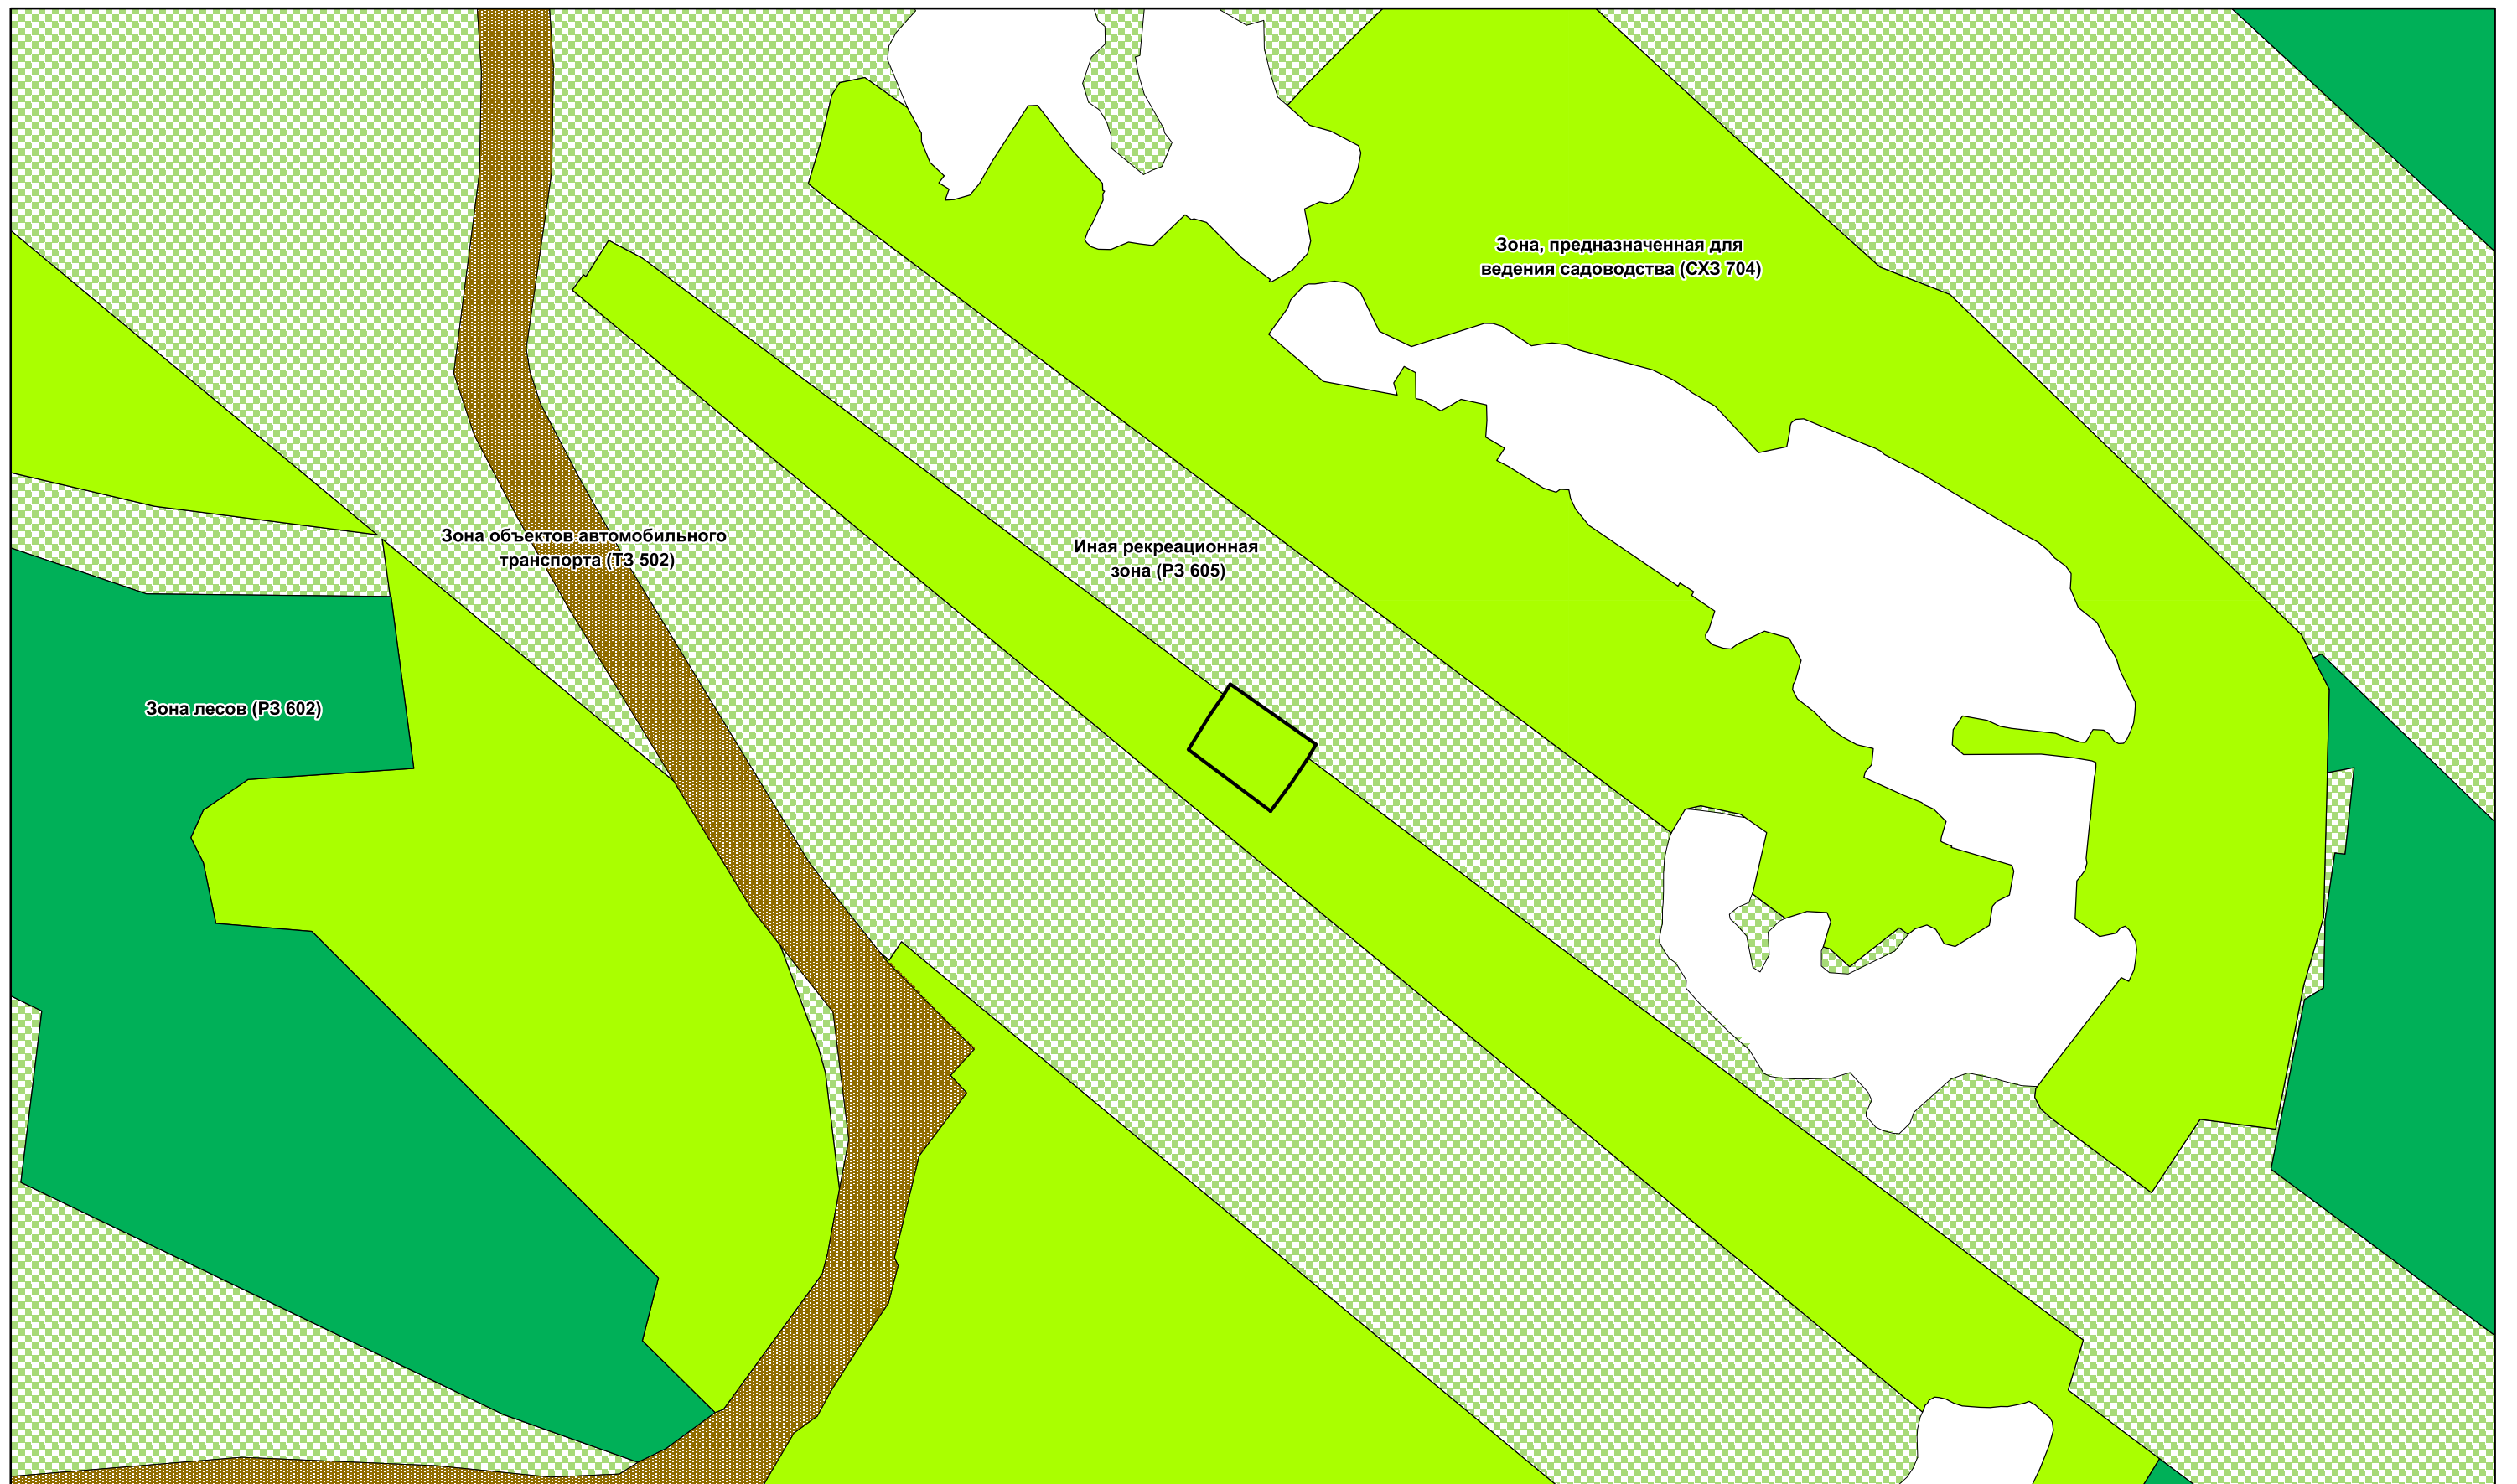 Зона, предназначенная для
ведения садоводства (СХЗ 704)
Зона объектов автомобильного
транспорта (ТЗ 502)
Иная рекреационная
зона (РЗ 605)
Зона лесов (РЗ 602)